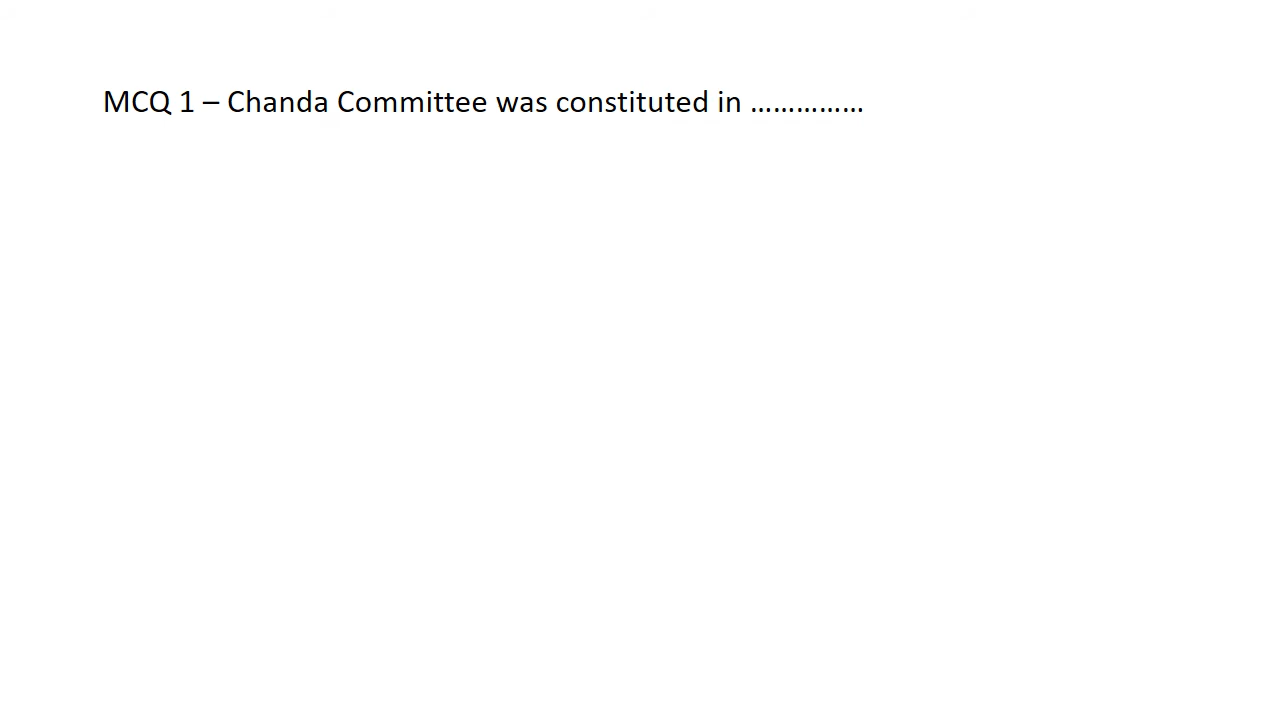 MCQ 1 – Chanda Committee was constituted in ……………